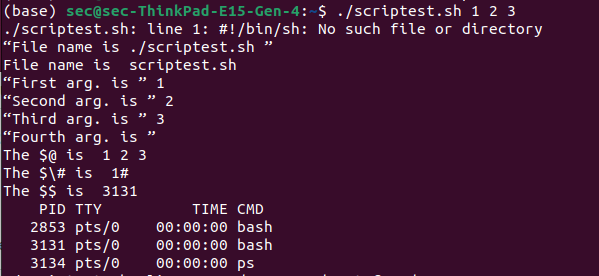 (base) sec@sec-ThinkPad-E15-Gen-4:~$ ./scriptest.sh 1 2 3
./scriptest.sh: line 1: #!/bin/sh: No such file or directory
“File name is ./scriptest.sh ”
File name is  scriptest.sh
“First arg. is ” 1
“Second arg. is ” 2
“Third arg. is ” 3
“Fourth arg. is ”
The $@ is  1 2 3
The $\# is  1#
The $$ is  3131
    PID TTY          TIME CMD
   2853 pts/0    00:00:00 bash
   3131 pts/0    00:00:00 bash
   3134 pts/0    00:00:00 ps